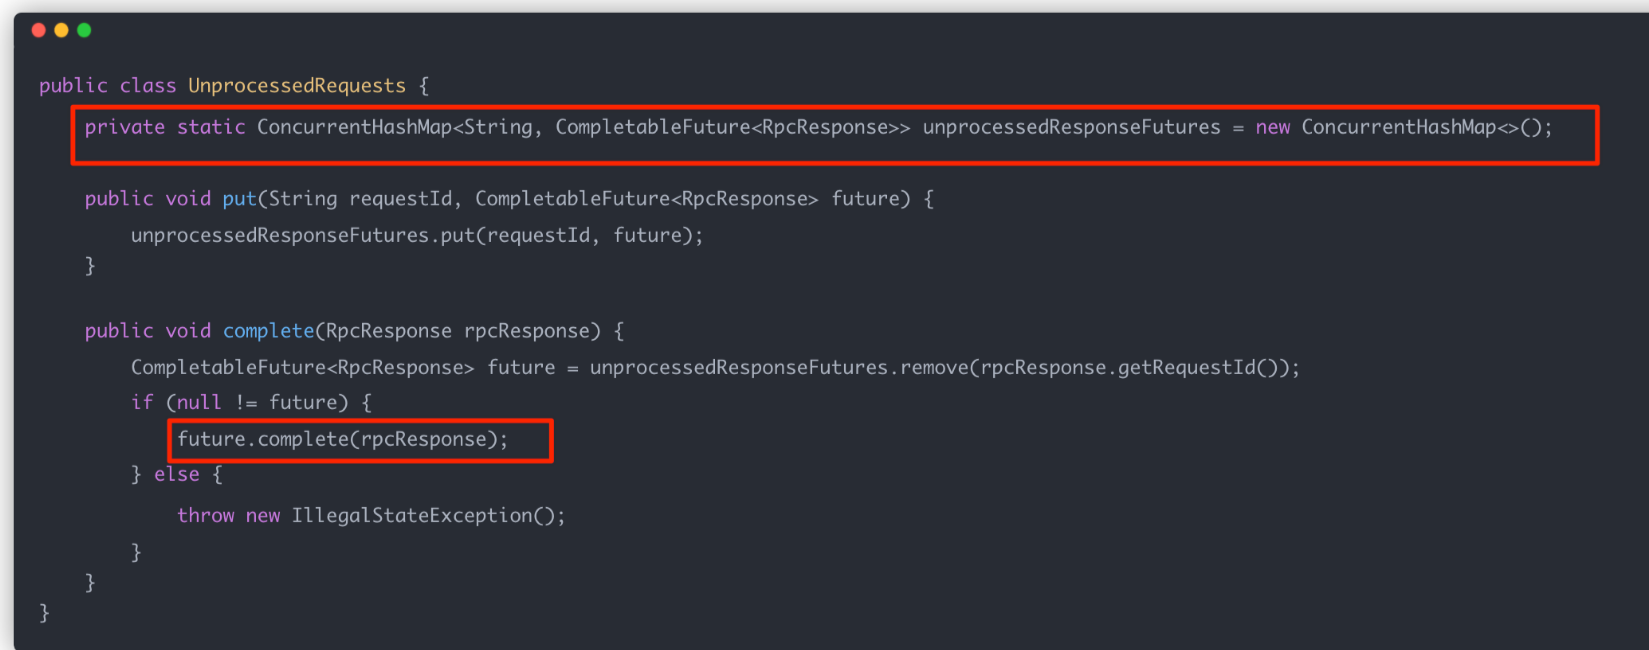 public class UnprocessedRequests {
    private static ConcurrentHashMap<String, CompletableFuture<RpcResponse>> unprocessedResponseFutures = new ConcurrentHashMap<>();
    public void put(String requestId, CompletableFuture<RpcResponse> future) {
        unprocessedResponseFutures.put(requestId, future);
    }
    public void complete(RpcResponse rpcResponse) {
        CompletableFuture<RpcResponse> future = unprocessedResponseFutures.remove(rpcResponse.getRequestId());
        if (null != future) {
            future.complete(rpcResponse);
        } else {
            throw new IllegalStateException();
        }
    }
}